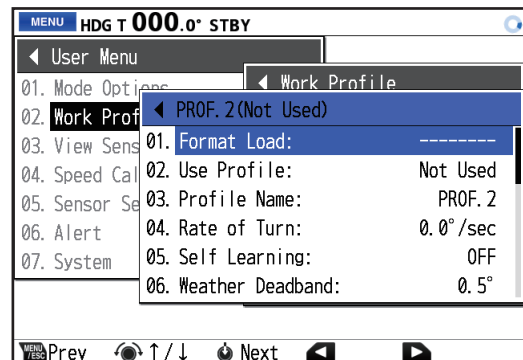 MENU HDG T 000.0° STBY
◀ User Menu
01. Mode Options
02. Work Prof
03. View Sens
04. Speed Cal
05. Sensor Se
06. Alert
07. System
◀ Work Profile
◀ PROF. 2(Not Used)
01. Format Load: --------
02. Use Profile: Not Used
03. Profile Name: PROF. 2
04. Rate of Turn: 0.0°/sec
05. Self Learning: OFF
06. Weather Deadband: 0.5°
MENU/ESC Prev ↑/↓ Next ◀ ▶